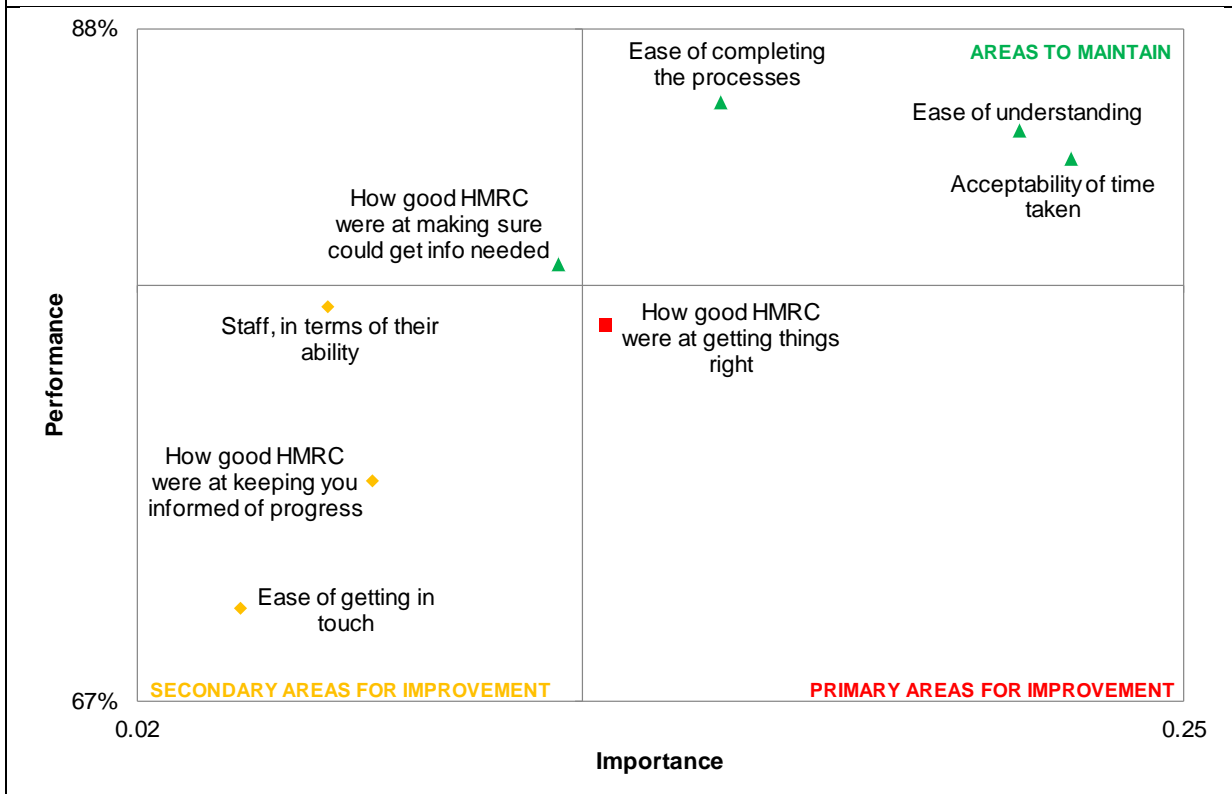 88%
Ease of completing
the processes
AREAS TO MAINTAIN
Ease of understanding
Acceptability of time
taken
How good HMRC
were at making sure
could get info needed
Staff, in terms of their
ability
How good HMRC
were at getting things
right
Performance
How good HMRC
were at keeping you
informed of progress
Ease of getting in
touch
SECONDARY AREAS FOR IMPROVEMENT
PRIMARY AREAS FOR IMPROVEMENT
67%
0.02
0.25
Importance